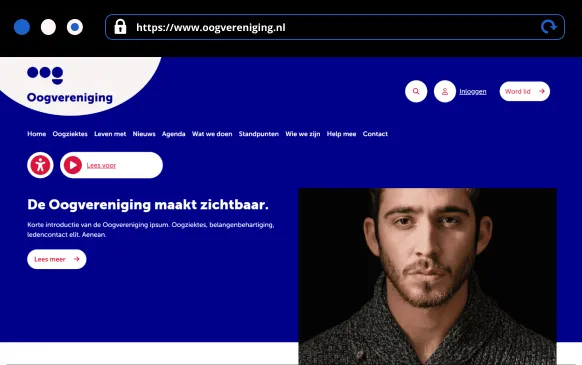 https://www.oogvereniging.nl
Oogvereniging
Inloggen
Word lid
Home Oogziektes Leven met Nieuws Agenda Wat we doen Standpunten Wie we zijn Help mee Contact
Lees voor
De Oogvereniging maakt zichtbaar.
Korte introductie van de Oogvereniging ipsum. Oogziektes, belangenbehartiging,
ledencontact elit. Aenean.
Lees meer